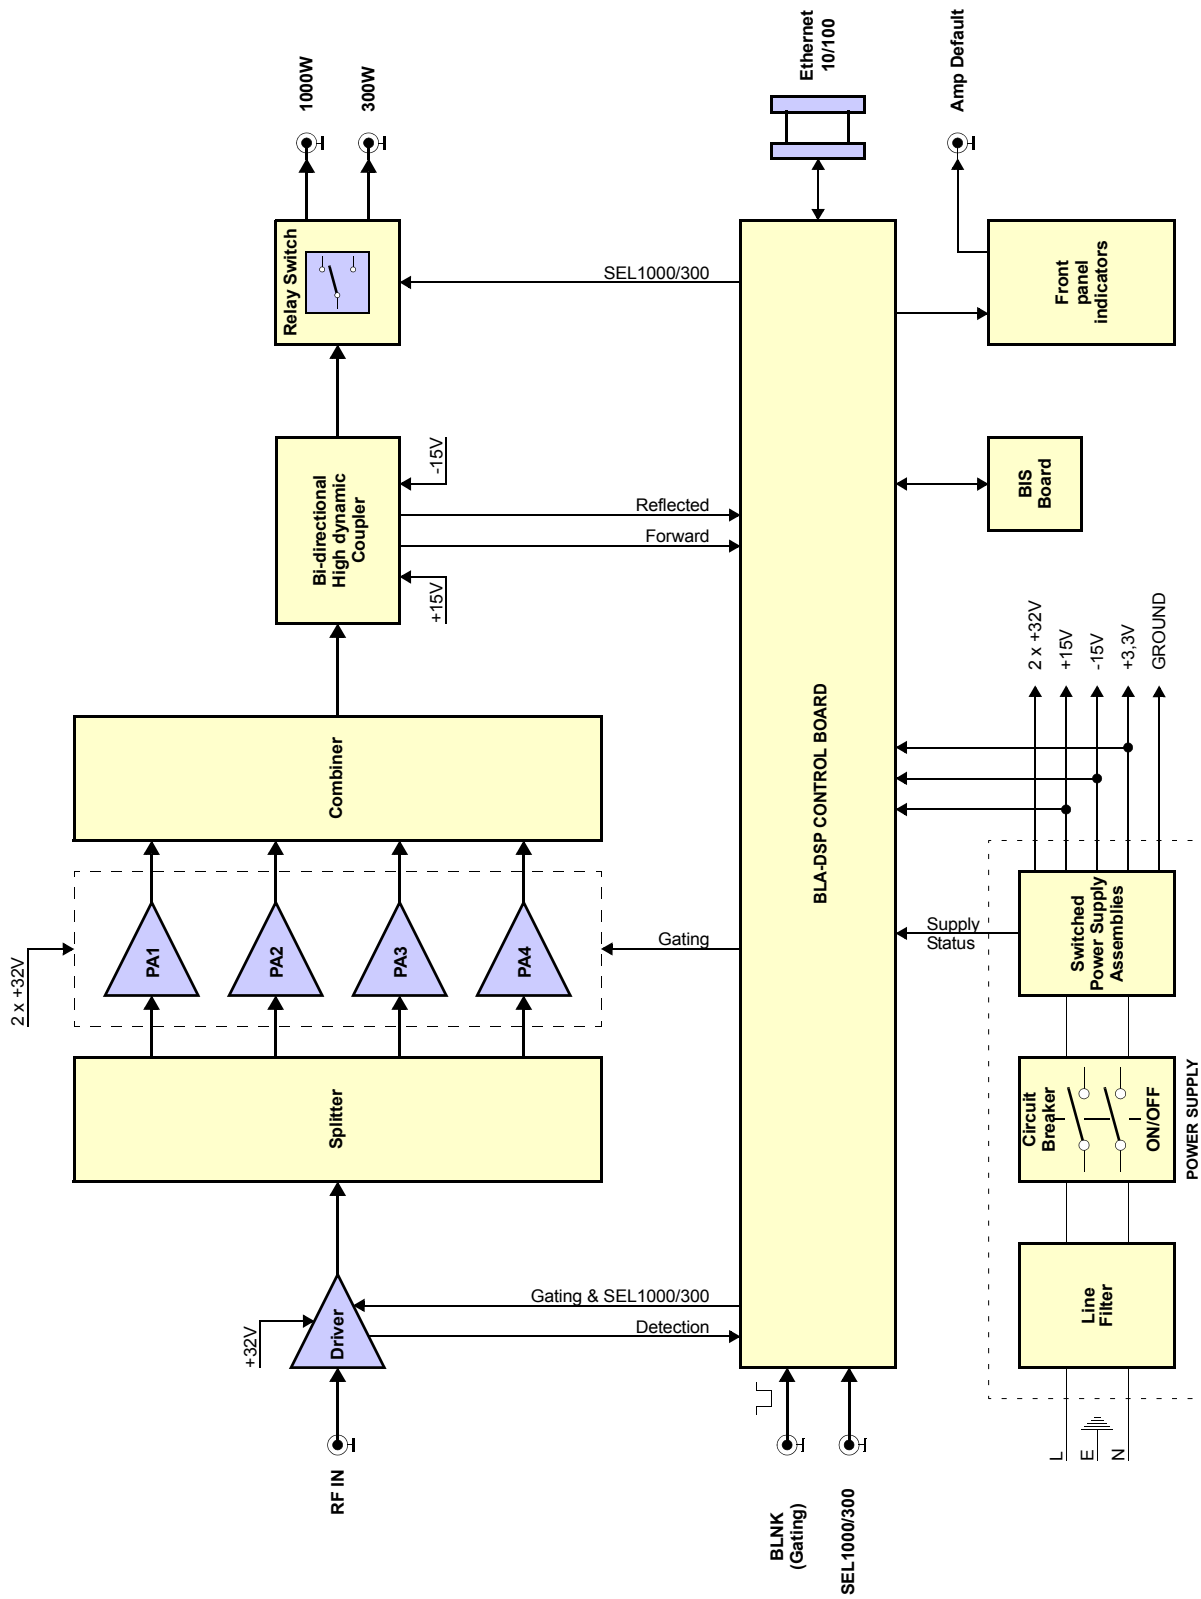 2 x +32V
1000W
300W
Relay Switch
PA1
PA2
PA3
PA4
Splitter
Combiner
Bi-directional
High dynamic
Coupler
+15V
-15V
+32V
Driver
RF IN
Gating & SEL1000/300
Detection
Gating
Forward
Reflected
SEL1000/300
Ethernet
10/100
BLNK
(Gating)
SEL1000/300
BLA-DSP CONTROL BOARD
Amp Default
Supply
Status
BIS
Board
Front
panel
indicators
2 x +32V
+15V
-15V
+3,3V
GROUND
L
E
N
Line
Filter
Circuit
Breaker
ON/OFF
Switched
Power Supply
Assemblies
POWER SUPPLY